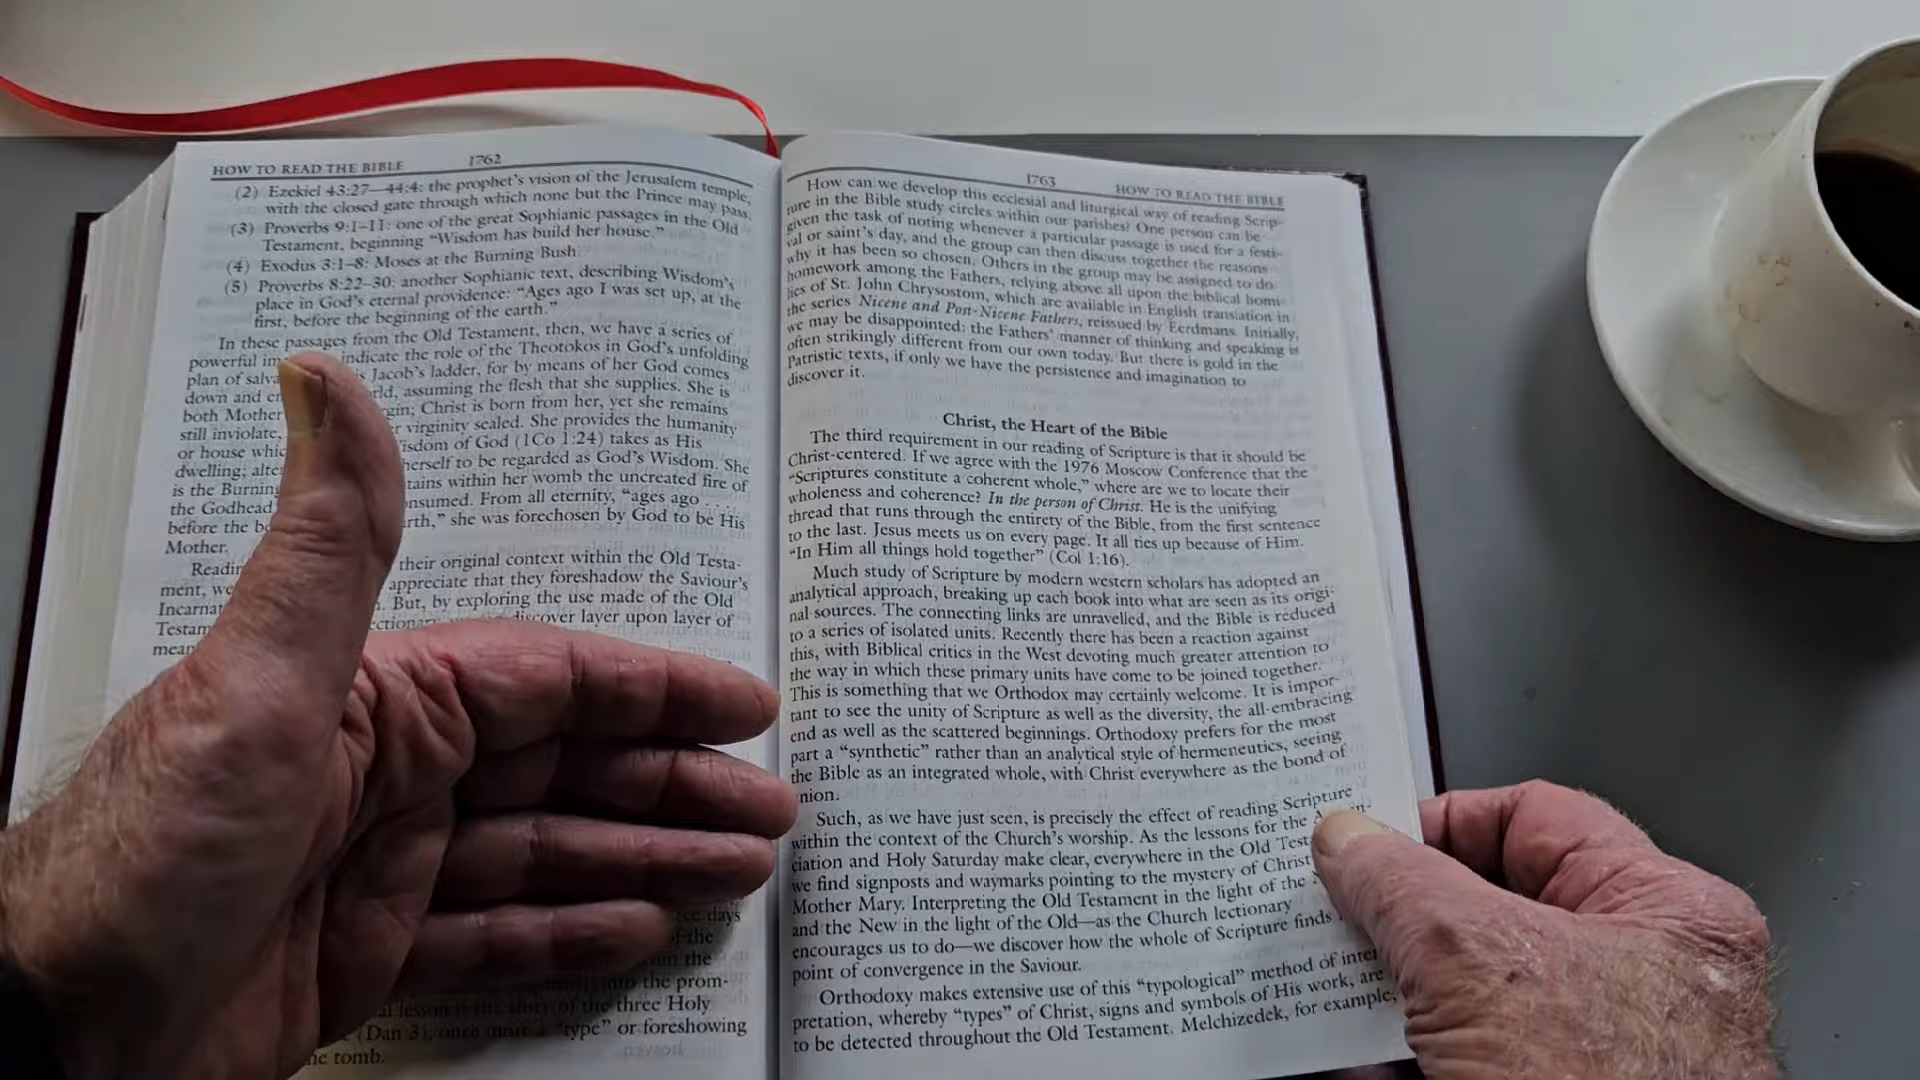 HOW TO READ THE BIBLE 1762
(2) Ezekiel 43:27—44:4: the prophet's vision of the Jerusalem temple,
with the closed gate through which none but the Prince may pass.
(3) Proverbs 9:1–11: one of the great Sophianic passages in the Old
Testament, beginning “Wisdom has build her house.”
(4) Exodus 3:1–8: Moses at the Burning Bush.
(5) Proverbs 8:22–30: another Sophianic text, describing Wisdom's
place in God's eternal providence: “Ages ago I was set up, at the
first, before the beginning of the earth.”
In these passages from the Old Testament, then, we have a series of
powerful indicate the role of the Theotokos in God's unfolding
plan of Jacob's ladder, for by means of her God comes
down and assuming the flesh that she supplies. She is
both Mother Christ is born from her, yet she remains
still inviolate, virginity sealed. She provides the humanity
or house Wisdom of God (1Co 1:24) takes as His
dwelling; herself to be regarded as God's Wisdom. She
is the Burning within her womb the uncreated fire of
the Godhead From all eternity, “ages ago . . .
before the she was forechosen by God to be His
Mother.
their original context within the Old Testa-
ment, appreciate that they foreshadow the Saviour's
But, by exploring the use made of the Old
discover layer upon layer of
days
the
the
the prom-
lesson is the story of the three Holy
(Dan 3), once more a “type” or foreshowing
tomb.
1763 HOW TO READ THE BIBLE
How can we develop this ecclesial and liturgical way of reading Scrip-
ture in the Bible study circles within our parishes? One person can be
given the task of noting whenever a particular passage is used for a festi-
val or saint's day, and the group can then discuss together the reasons
why it has been so chosen. Others in the group may be assigned to do
homework among the Fathers, relying above all upon the biblical homi-
lies of St. John Chrysostom, which are available in English translation in
the series Nicene and Post-Nicene Fathers, reissued by Eerdmans. Initially,
we may be disappointed: the Fathers' manner of thinking and speaking is
often strikingly different from our own today. But there is gold in the
Patristic texts, if only we have the persistence and imagination to
discover it.
Christ, the Heart of the Bible
The third requirement in our reading of Scripture is that it should be
Christ-centered. If we agree with the 1976 Moscow Conference that the
“Scriptures constitute a coherent whole,” where are we to locate their
wholeness and coherence? In the person of Christ. He is the unifying
thread that runs through the entirety of the Bible, from the first sentence
to the last. Jesus meets us on every page. It all ties up because of Him.
“In Him all things hold together” (Col 1:16).
Much study of Scripture by modern western scholars has adopted an
analytical approach, breaking up each book into what are seen as its origi-
nal sources. The connecting links are unravelled, and the Bible is reduced
to a series of isolated units. Recently there has been a reaction against
this, with Biblical critics in the West devoting much greater attention to
the way in which these primary units have come to be joined together.
This is something that we Orthodox may certainly welcome. It is impor-
tant to see the unity of Scripture as well as the diversity, the all-embracing
end as well as the scattered beginnings. Orthodoxy prefers for the most
part a “synthetic” rather than an analytical style of hermeneutics, seeing
the Bible as an integrated whole, with Christ everywhere as the bond of
nion.
Such, as we have just seen, is precisely the effect of reading Scripture
within the context of the Church's worship. As the lessons for the
ciation and Holy Saturday make clear, everywhere in the Old
we find signposts and waymarks pointing to the mystery of Christ
Mother Mary. Interpreting the Old Testament in the light of the
and the New in the light of the Old—as the Church lectionary
encourages us to do—we discover how the whole of Scripture finds
point of convergence in the Saviour.
Orthodoxy makes extensive use of this “typological” method of inter
pretation, whereby “types” of Christ, signs and symbols of His work, are
to be detected throughout the Old Testament. Melchizedek, for example,